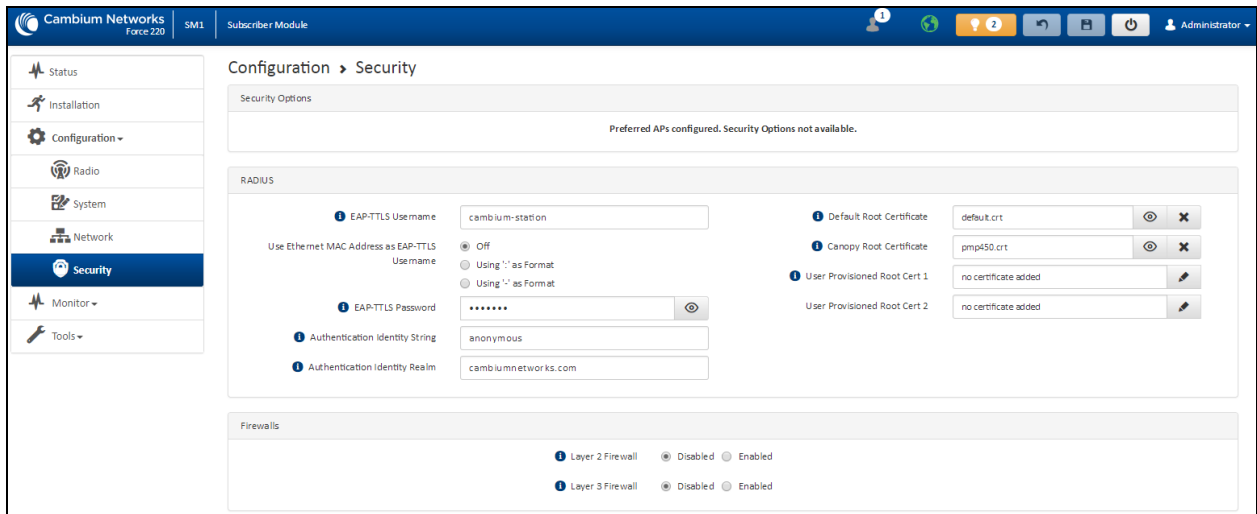 Cambium Networks
Force 220
SM1
Subscriber Module
1
2
Administrator
Status
Installation
Configuration
Radio
System
Network
Security
Monitor
Tools
Configuration > Security
Security Options
Preferred APs configured. Security Options not available.
RADIUS
EAP-TTLS Username
cambium-station
Use Ethernet MAC Address as EAP-TTLS
Username
Off
Using ':' as Format
Using '-' as Format
EAP-TTLS Password
•••••••
Authentication Identity String
anonymous
Authentication Identity Realm
cambiumnetworks.com
Default Root Certificate
default.crt
Canopy Root Certificate
pmp450.crt
User Provisioned Root Cert 1
no certificate added
User Provisioned Root Cert 2
no certificate added
Firewalls
Layer 2 Firewall
Disabled
Enabled
Layer 3 Firewall
Disabled
Enabled